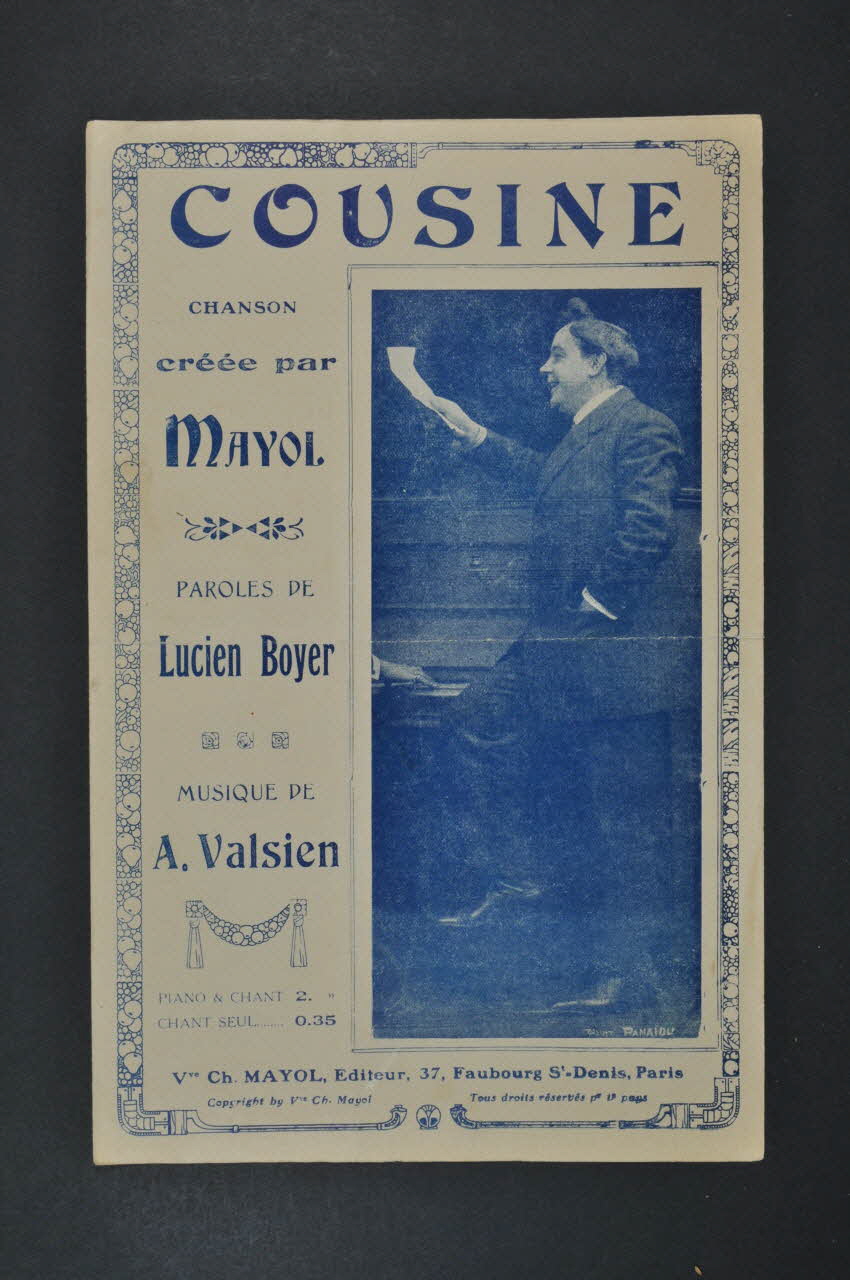 COUSINE
CHANSON
créée par
MAYOL
PAROLES DE
Lucien Boyer
MUSIQUE DE
A. Valsien
PIANO & CHANT 2. "
CHANT SEUL........ 0.35
PANAJOU
Vve Ch. MAYOL, Editeur, 37, Faubourg St-Denis, Paris
Copyright by Vve Ch. Mayol
Tous droits réservés pr ts pays